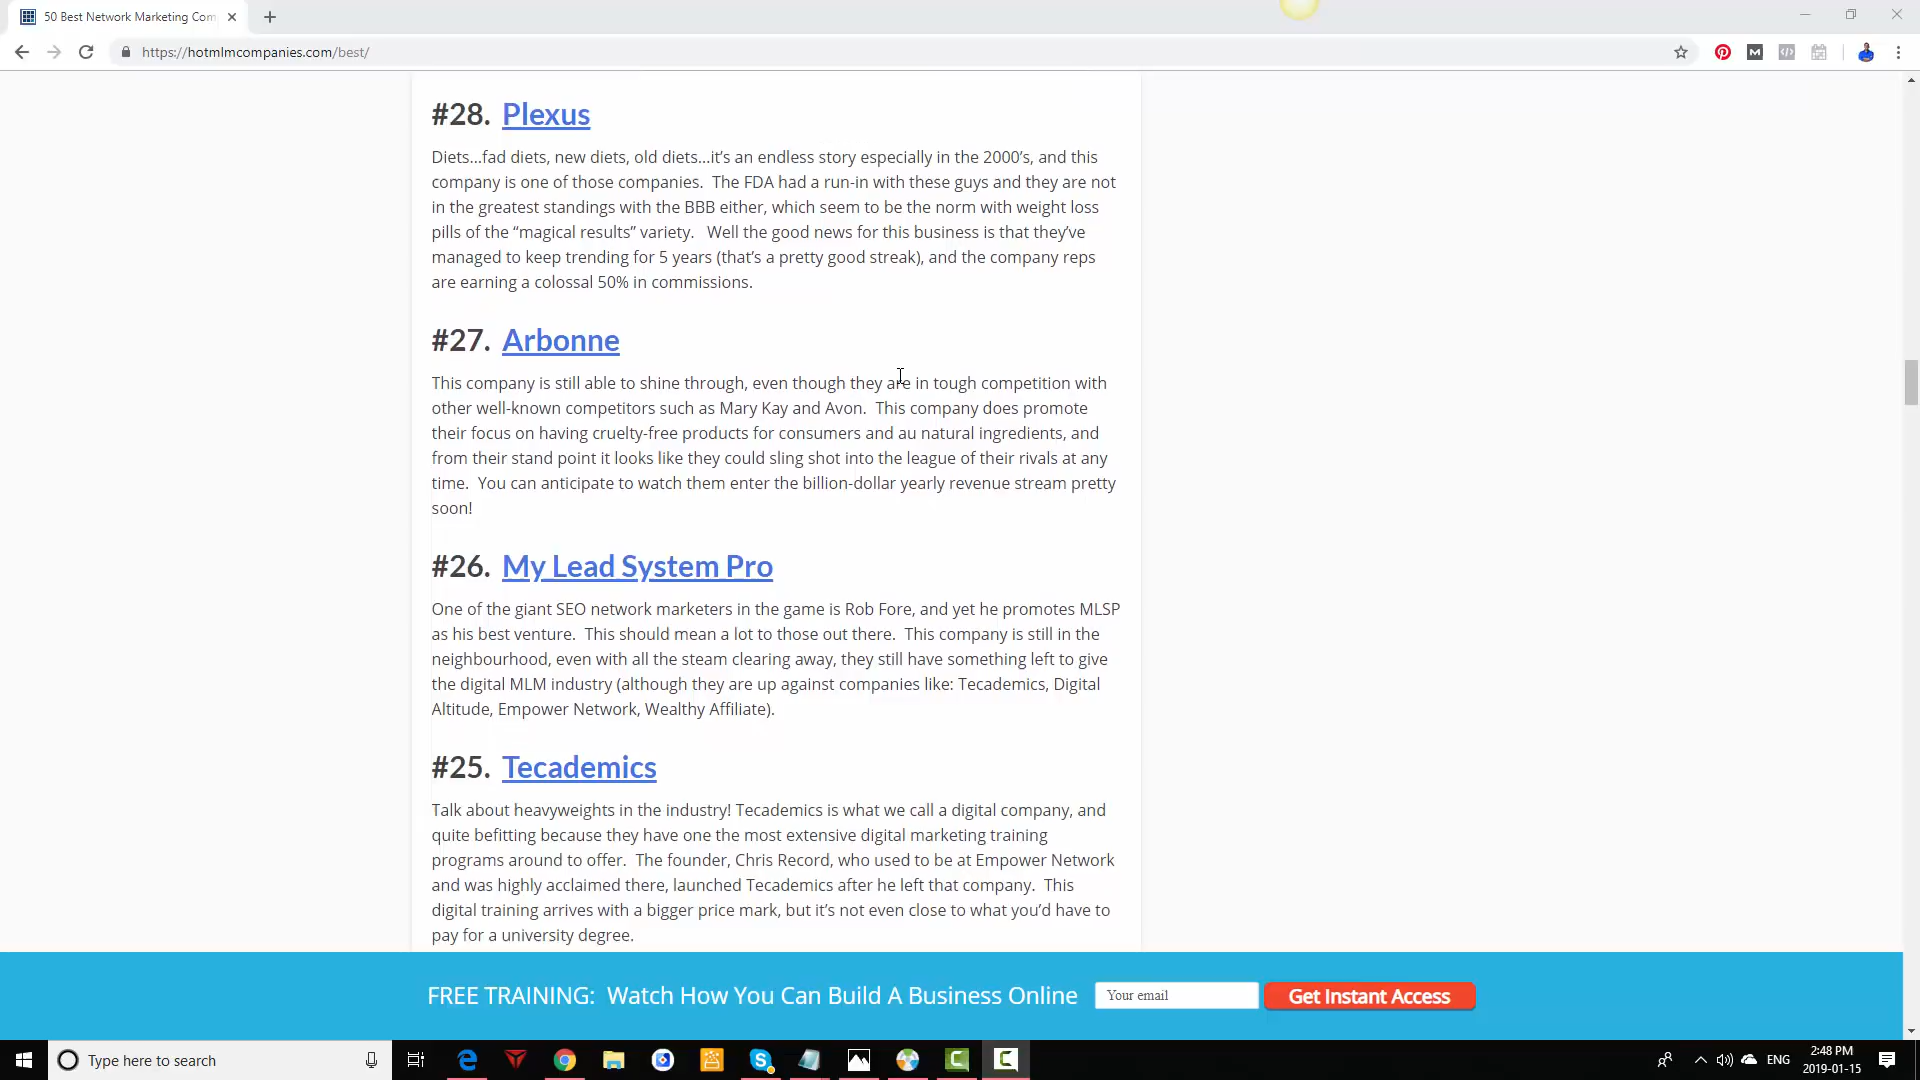 50 Best Network Marketing Com
https://hotmlmcompanies.com/best/
#28. Plexus
Diets...fad diets, new diets, old diets...it's an endless story especially in the 2000's, and this
company is one of those companies. The FDA had a run-in with these guys and they are not
in the greatest standings with the BBB either, which seem to be the norm with weight loss
pills of the “magical results” variety. Well the good news for this business is that they've
managed to keep trending for 5 years (that's a pretty good streak), and the company reps
are earning a colossal 50% in commissions.
#27. Arbonne
This company is still able to shine through, even though they are in tough competition with
other well-known competitors such as Mary Kay and Avon. This company does promote
their focus on having cruelty-free products for consumers and au natural ingredients, and
from their stand point it looks like they could sling shot into the league of their rivals at any
time. You can anticipate to watch them enter the billion-dollar yearly revenue stream pretty
soon!
#26. My Lead System Pro
One of the giant SEO network marketers in the game is Rob Fore, and yet he promotes MLSP
as his best venture. This should mean a lot to those out there. This company is still in the
neighbourhood, even with all the steam clearing away, they still have something left to give
the digital MLM industry (although they are up against companies like: Tecademics, Digital
Altitude, Empower Network, Wealthy Affiliate).
#25. Tecademics
Talk about heavyweights in the industry! Tecademics is what we call a digital company, and
quite befitting because they have one the most extensive digital marketing training
programs around to offer. The founder, Chris Record, who used to be at Empower Network
and was highly acclaimed there, launched Tecademics after he left that company. This
digital training arrives with a bigger price mark, but it's not even close to what you'd have to
pay for a university degree.
FREE TRAINING: Watch How You Can Build A Business Online
Your email
Get Instant Access
Type here to search
ENG
2:48 PM
2019-01-15